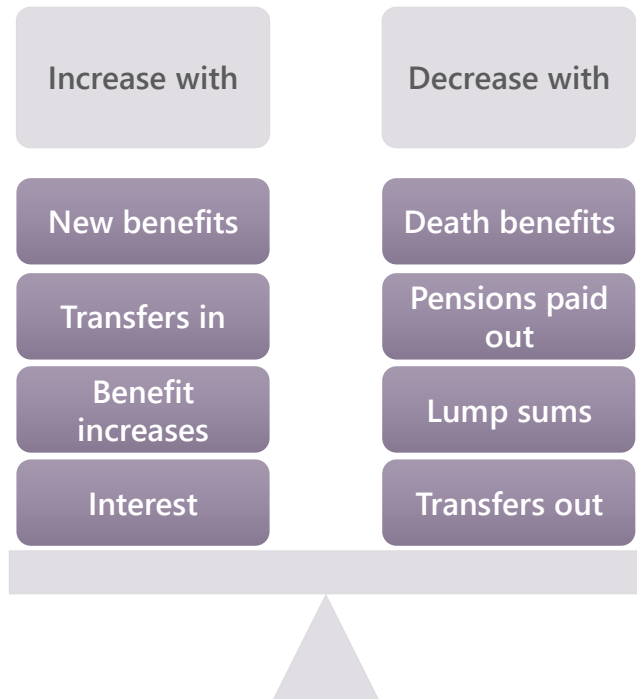 Increase with
Decrease with
New benefits
Death benefits
Transfers in
Pensions paid
out
Benefit
increases
Lump sums
Interest
Transfers out